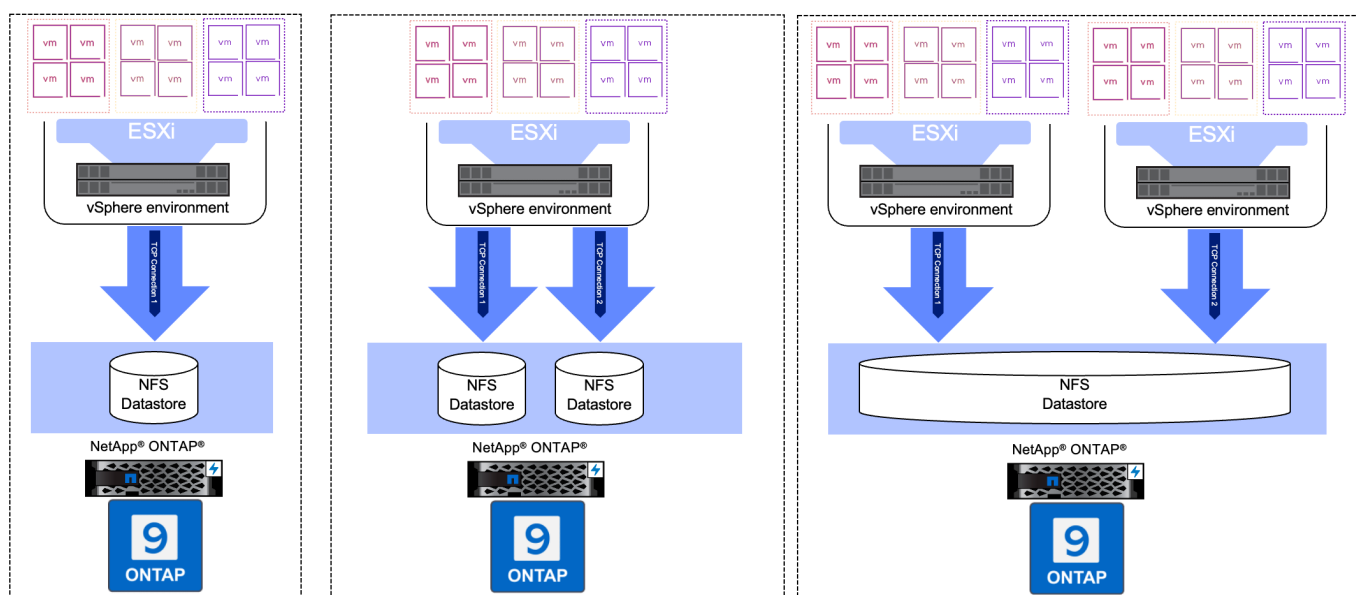 vm vm vm vm vm vm
vm vm vm vm vm vm
ESXi
vSphere environment
TCP Connection 1
NFS
Datastore
NetApp® ONTAP®
9
ONTAP
vm vm vm vm vm vm
vm vm vm vm vm vm
ESXi
vSphere environment
TCP Connection 1
TCP Connection 2
NFS
Datastore
NFS
Datastore
NetApp® ONTAP®
9
ONTAP
vm vm vm vm vm vm
vm vm vm vm vm vm
ESXi
vSphere environment
TCP Connection 1
vm vm vm vm vm vm
vm vm vm vm vm vm
ESXi
vSphere environment
TCP Connection 2
NFS
Datastore
NetApp® ONTAP®
9
ONTAP